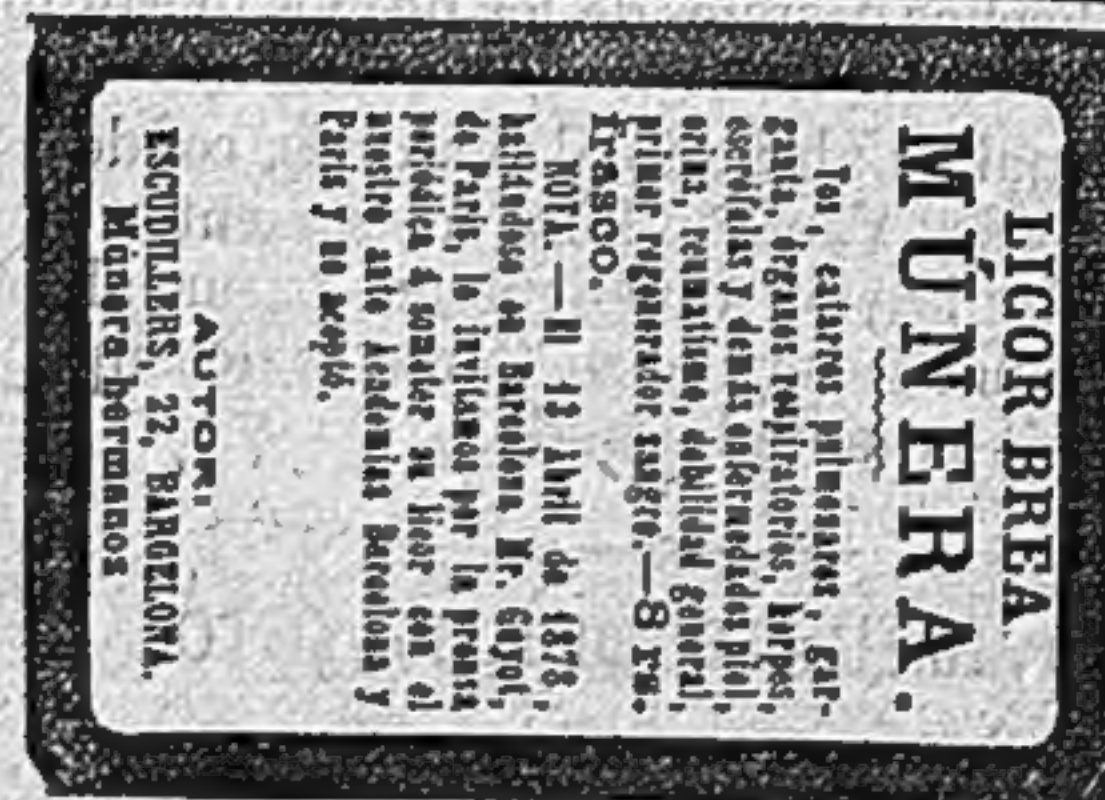 LICOR BREA
MÚNERA.
Tos, catarros pulmonares, gar-
ganta, órganos respiratorios, herpes,
escrófulas y demás enfermedades piel,
orina, reumatismo, debilidad general,
primer regenerador sangre.—8 rs.
frasco.
NOTA.—El 13 Abril de 1878,
hallándose en Barcelona Mr. Guyot,
de París, le invitamos por la prensa
periódica á someter su licor con el
nuestro ante Academias Barcelona y
París y no aceptó.
AUTOR:
ESCUDILLERS, 22, BARCELONA.
Múnera hermanos